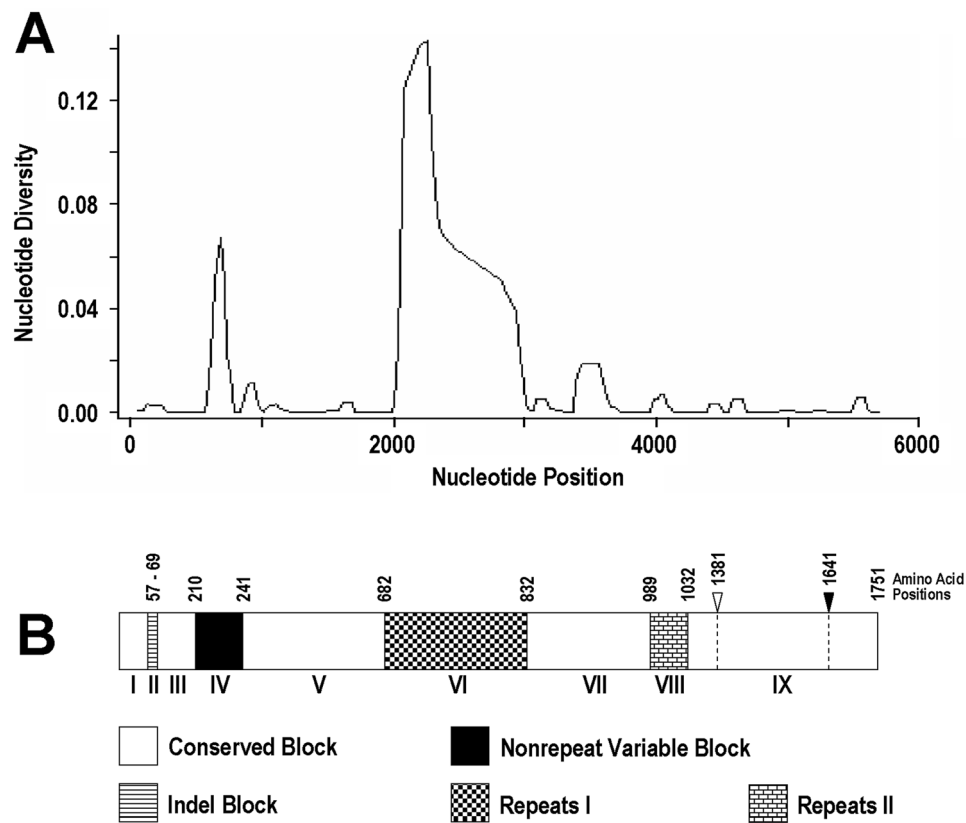 A
Nucleotide Diversity
0.12
0.08
0.04
0.00
0 2000 4000 6000
Nucleotide Position
B
57 - 69 210 241 682 832 989 1032 1381 1641 1751 Amino Acid
Positions
I II III IV V VI VII VIII IX
Conserved Block Nonrepeat Variable Block
Indel Block Repeats I Repeats II